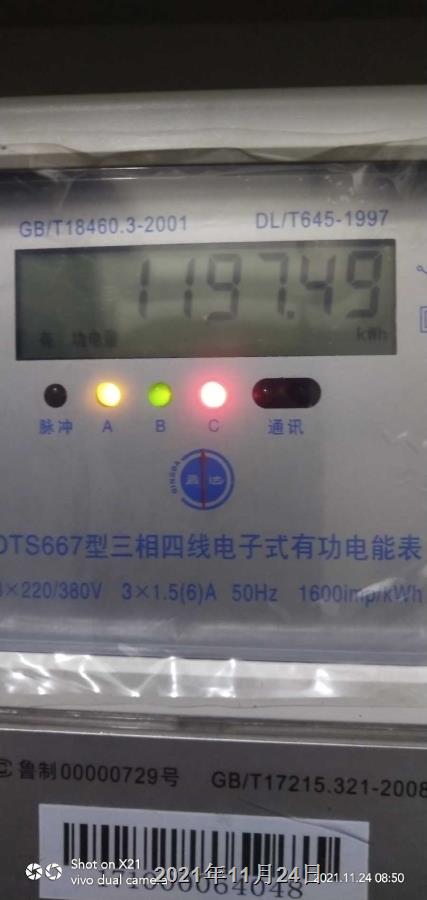 GB/T18460.3-2001 DL/T645-1997
1197.49
有 功电量 kWh
脉冲 A B C 通讯
DTS667型三相四线电子式有功电能表
3×220/380V 3×1.5(6)A 50Hz 1600imp/kWh
鲁制00000729号 GB/T17215.321-2008
Shot on X21
vivo dual camera
2021年11月24日
2021.11.24 08:50